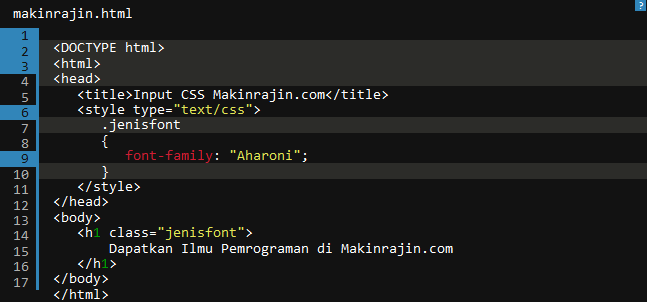 ?
makinrajin.html
1
2 <DOCTYPE html>
3 <html>
4 <head>
5 <title>Input CSS Makinrajin.com</title>
6 <style type="text/css">
7 .jenisfont
8 {
9 font-family: "Aharoni";
10 }
11 </style>
12 </head>
13 <body>
14 <h1 class="jenisfont">
15 Dapatkan Ilmu Pemrograman di Makinrajin.com
16 </h1>
17 </body>
</html>